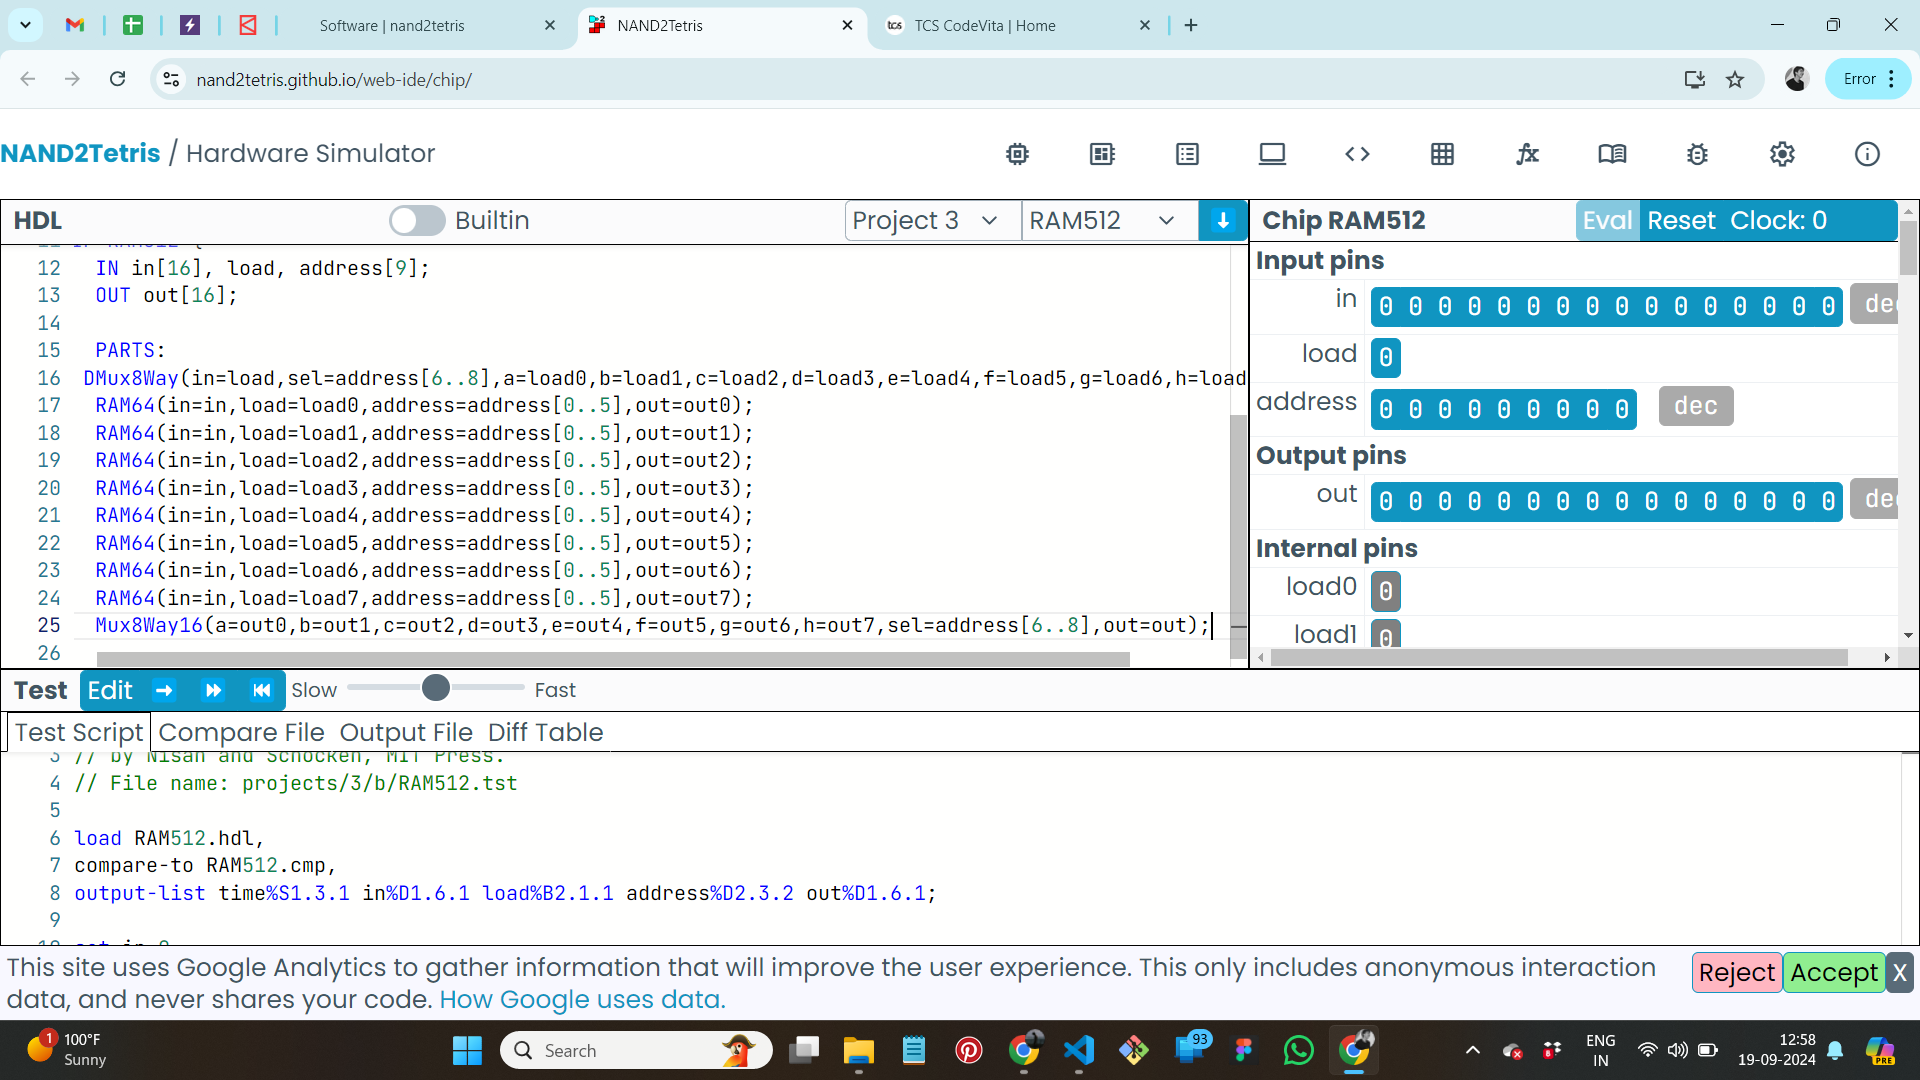 Software | nand2tetris
NAND2Tetris
TCS CodeVita | Home
nand2tetris.github.io/web-ide/chip/
Error
NAND2Tetris / Hardware Simulator
HDL
Builtin
Project 3
RAM512
12 IN in[16], load, address[9];
13 OUT out[16];
14
15 PARTS:
16 DMux8Way(in=load,sel=address[6..8],a=load0,b=load1,c=load2,d=load3,e=load4,f=load5,g=load6,h=load
17 RAM64(in=in,load=load0,address=address[0..5],out=out0);
18 RAM64(in=in,load=load1,address=address[0..5],out=out1);
19 RAM64(in=in,load=load2,address=address[0..5],out=out2);
20 RAM64(in=in,load=load3,address=address[0..5],out=out3);
21 RAM64(in=in,load=load4,address=address[0..5],out=out4);
22 RAM64(in=in,load=load5,address=address[0..5],out=out5);
23 RAM64(in=in,load=load6,address=address[0..5],out=out6);
24 RAM64(in=in,load=load7,address=address[0..5],out=out7);
25 Mux8Way16(a=out0,b=out1,c=out2,d=out3,e=out4,f=out5,g=out6,h=out7,sel=address[6..8],out=out);
26
Chip RAM512
Eval Reset Clock: 0
Input pins
in 0 0 0 0 0 0 0 0 0 0 0 0 0 0 0 0 dec
load 0
address 0 0 0 0 0 0 0 0 0 dec
Output pins
out 0 0 0 0 0 0 0 0 0 0 0 0 0 0 0 0 dec
Internal pins
load0 0
load1 0
Test Edit Slow Fast
Test Script Compare File Output File Diff Table
3 // by Nisan and Schocken, MIT Press.
4 // File name: projects/3/b/RAM512.tst
5
6 load RAM512.hdl,
7 compare-to RAM512.cmp,
8 output-list time%S1.3.1 in%D1.6.1 load%B2.1.1 address%D2.3.2 out%D1.6.1;
9
This site uses Google Analytics to gather information that will improve the user experience. This only includes anonymous interaction
data, and never shares your code. How Google uses data.
Reject Accept X
1
100°F
Sunny
Search
93
ENG
IN
12:58
19-09-2024
PRE